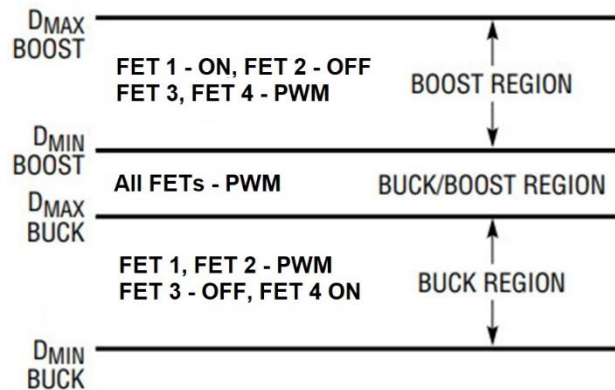 DMAX
BOOST
FET 1 - ON, FET 2 - OFF
FET 3, FET 4 - PWM
BOOST REGION
DMIN
BOOST
All FETs - PWM
BUCK/BOOST REGION
DMAX
BUCK
FET 1, FET 2 - PWM
FET 3 - OFF, FET 4 ON
BUCK REGION
DMIN
BUCK